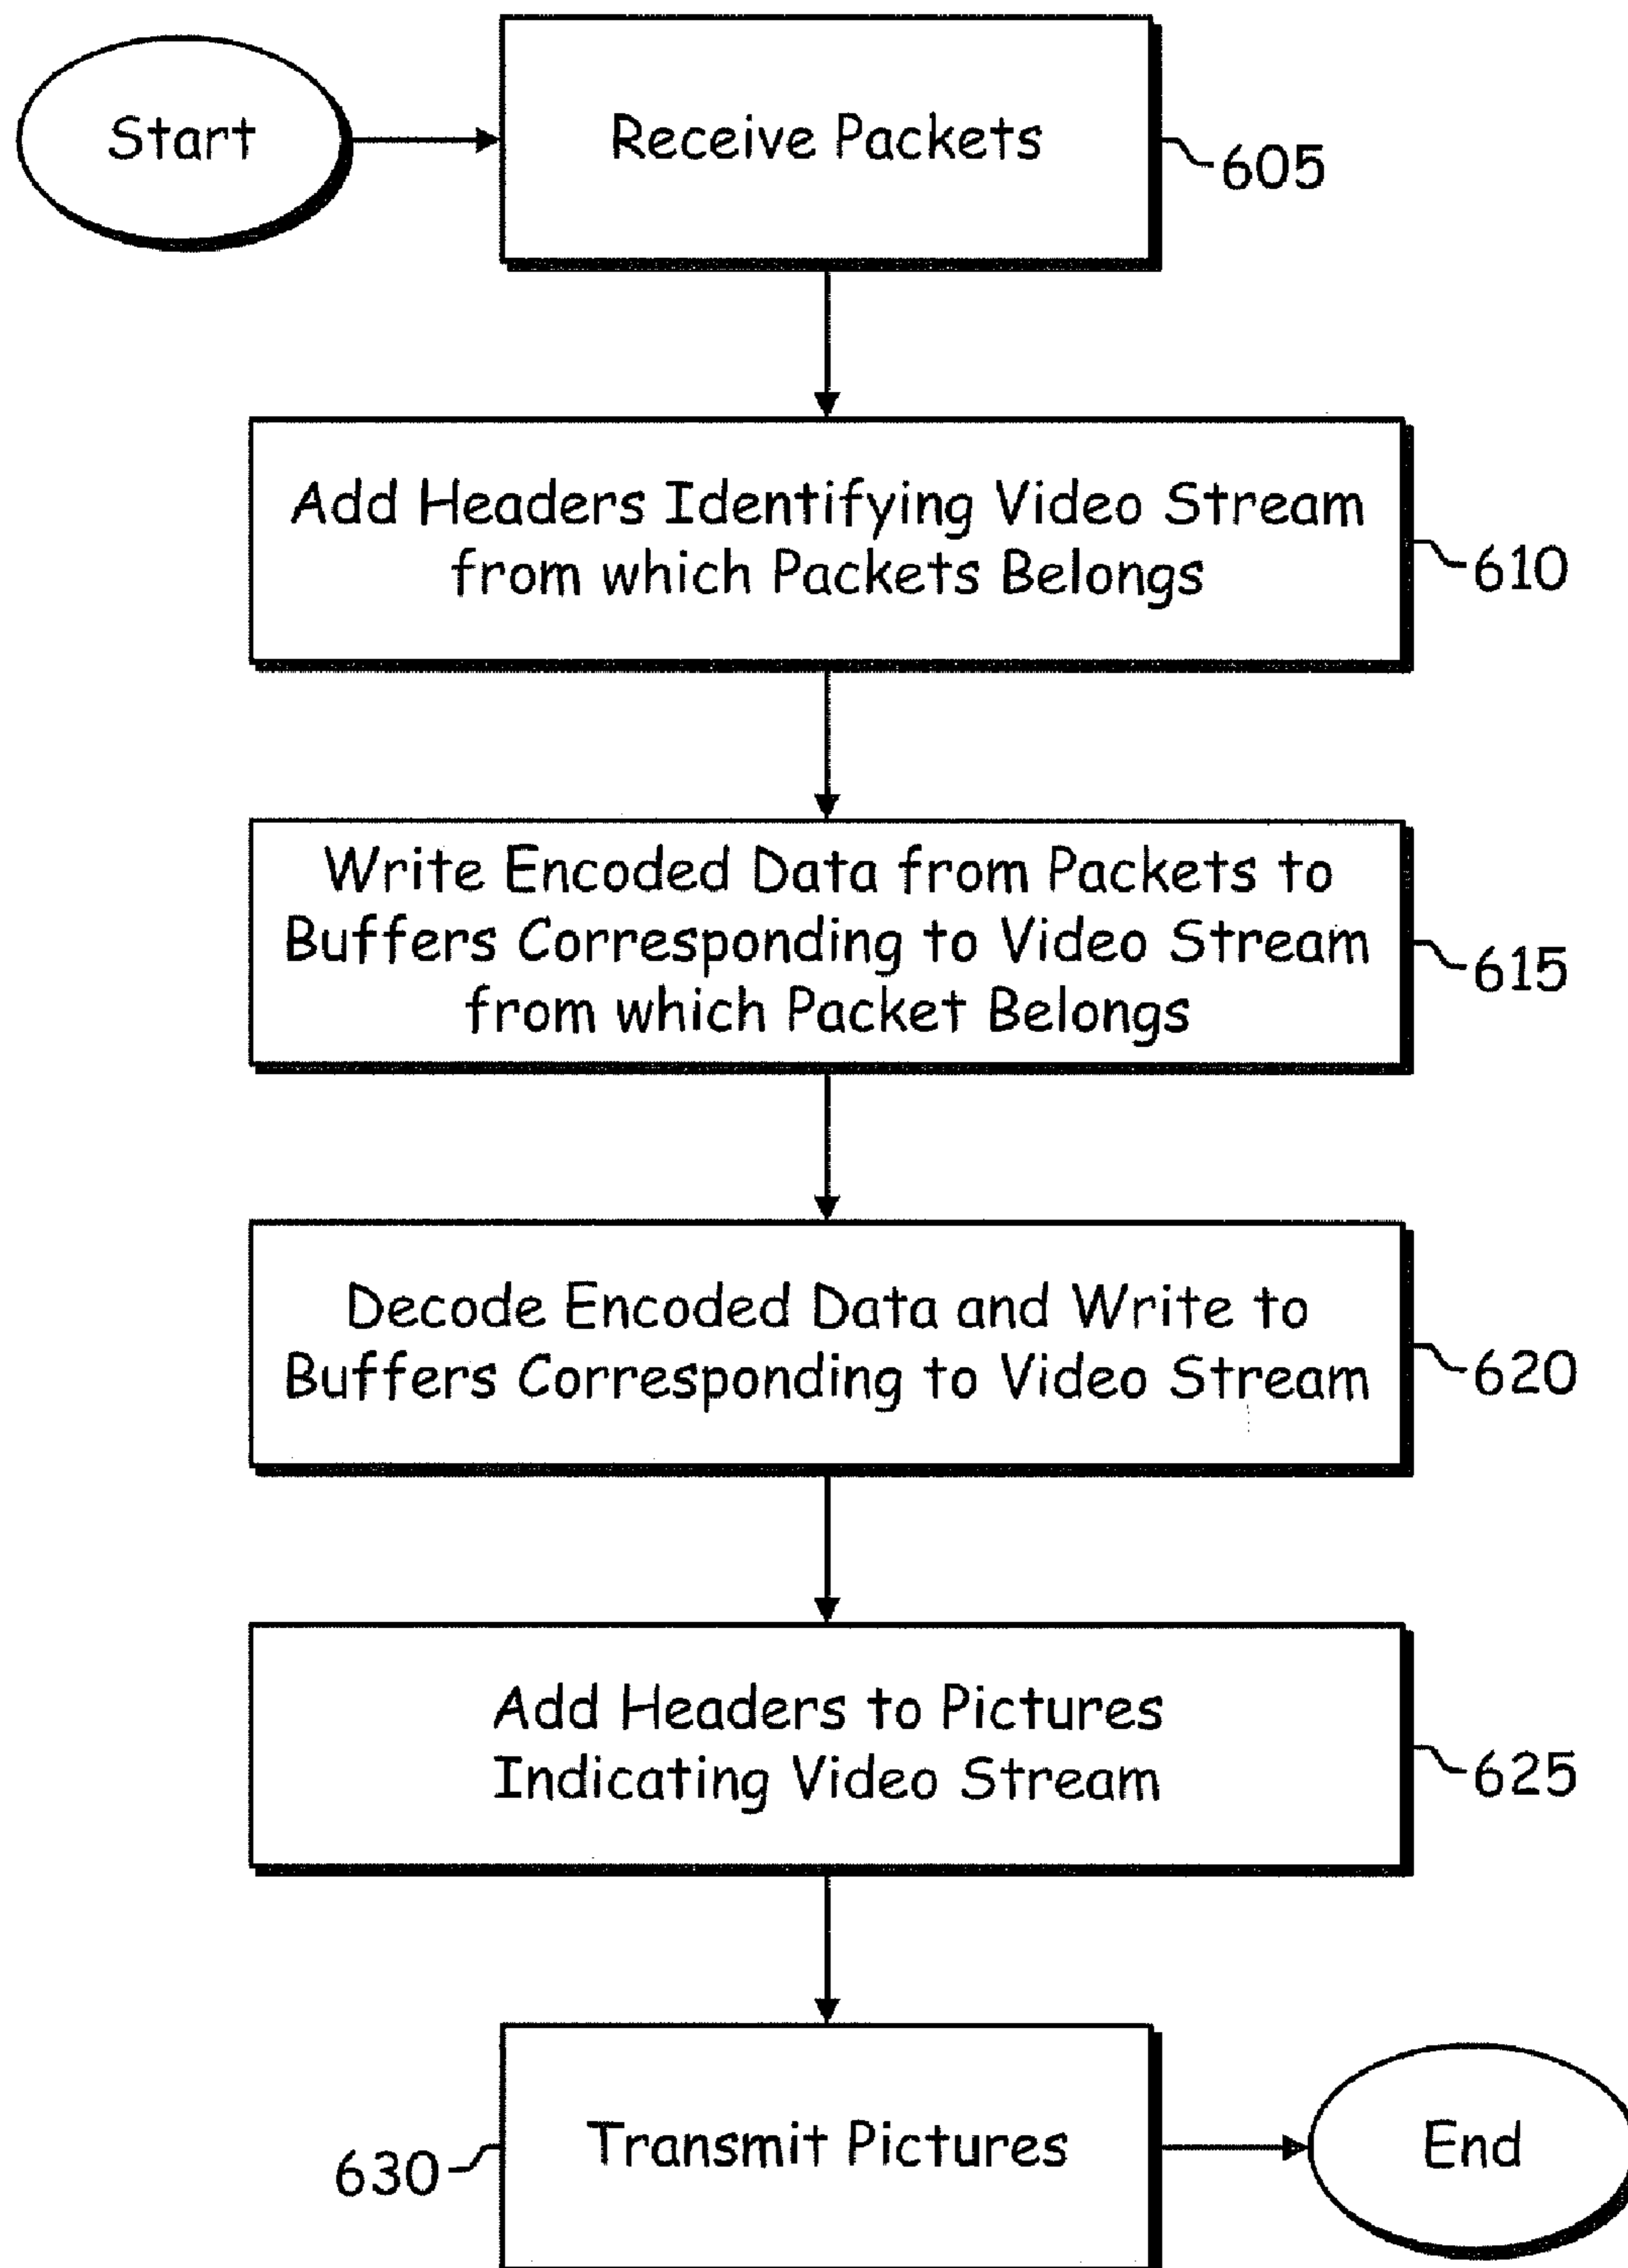 Start
Receive Packets
605
Add Headers Identifying Video Stream
from which Packets Belongs
610
Write Encoded Data from Packets to
Buffers Corresponding to Video Stream
from which Packet Belongs
615
Decode Encoded Data and Write to
Buffers Corresponding to Video Stream
620
Add Headers to Pictures
Indicating Video Stream
625
630
Transmit Pictures
End